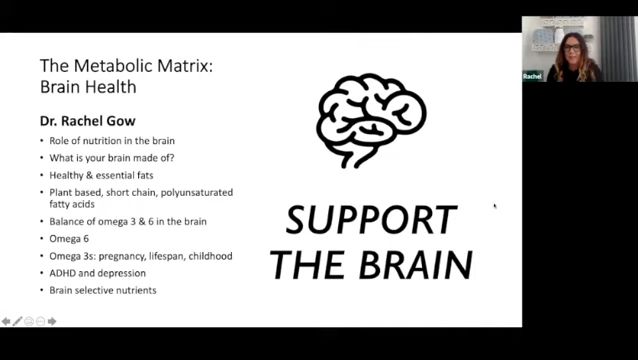 The Metabolic Matrix:
Brain Health
Dr. Rachel Gow
• Role of nutrition in the brain
• What is your brain made of?
• Healthy & essential fats
• Plant based, short chain, polyunsaturated
fatty acids
• Balance of omega 3 & 6 in the brain
• Omega 6
• Omega 3s: pregnancy, lifespan, childhood
• ADHD and depression
• Brain selective nutrients
SUPPORT
THE BRAIN
Rachel